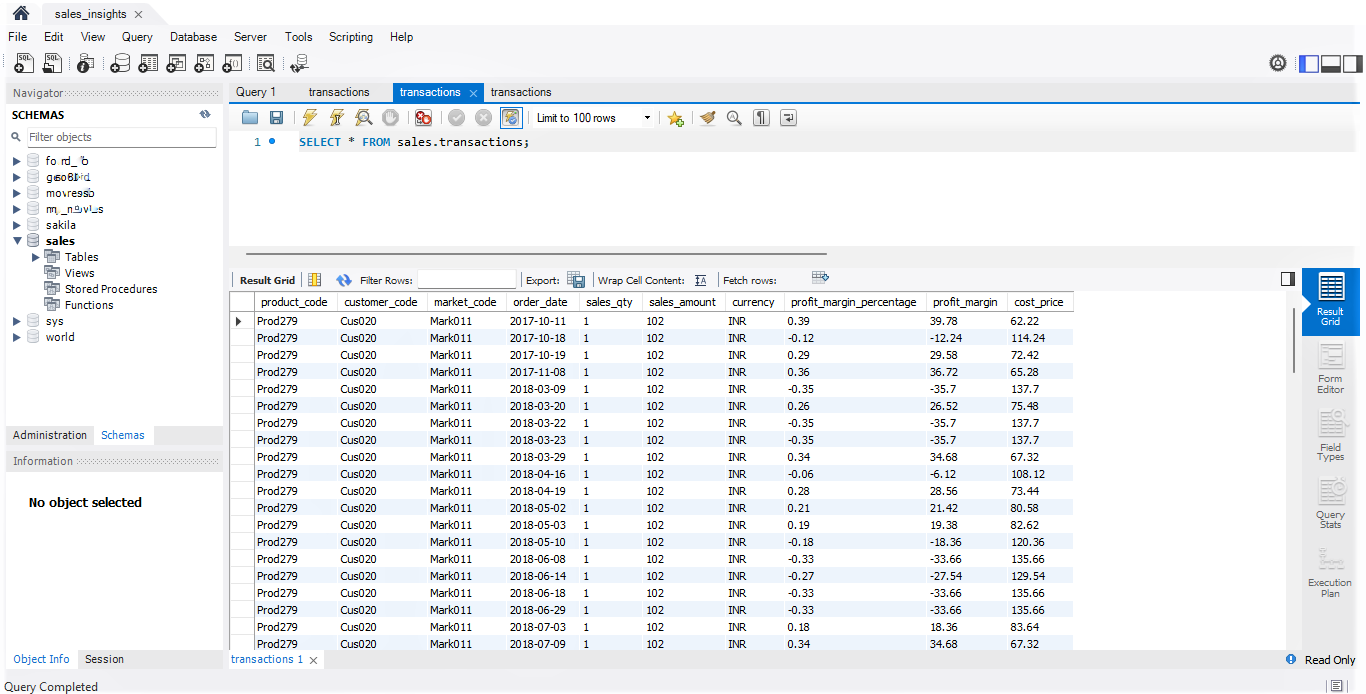 sales_insights
File Edit View Query Database Server Tools Scripting Help
Navigator
SCHEMAS
Filter objects
sakila
sales
Tables
Views
Stored Procedures
Functions
sys
world
Administration Schemas
Information
No object selected
Object Info Session
Query Completed
Query 1 transactions transactions transactions
Limit to 100 rows
1 SELECT * FROM sales.transactions;
Result Grid Filter Rows: Export: Wrap Cell Content: Fetch rows:
product_code customer_code market_code order_date sales_qty sales_amount currency profit_margin_percentage profit_margin cost_price
Prod279 Cus020 Mark011 2017-10-11 1 102 INR 0.39 39.78 62.22
Prod279 Cus020 Mark011 2017-10-18 1 102 INR -0.12 -12.24 114.24
Prod279 Cus020 Mark011 2017-10-19 1 102 INR 0.29 29.58 72.42
Prod279 Cus020 Mark011 2017-11-08 1 102 INR 0.36 36.72 65.28
Prod279 Cus020 Mark011 2018-03-09 1 102 INR -0.35 -35.7 137.7
Prod279 Cus020 Mark011 2018-03-20 1 102 INR 0.26 26.52 75.48
Prod279 Cus020 Mark011 2018-03-22 1 102 INR -0.35 -35.7 137.7
Prod279 Cus020 Mark011 2018-03-23 1 102 INR -0.35 -35.7 137.7
Prod279 Cus020 Mark011 2018-03-29 1 102 INR 0.34 34.68 67.32
Prod279 Cus020 Mark011 2018-04-16 1 102 INR -0.06 -6.12 108.12
Prod279 Cus020 Mark011 2018-04-19 1 102 INR 0.28 28.56 73.44
Prod279 Cus020 Mark011 2018-05-02 1 102 INR 0.21 21.42 80.58
Prod279 Cus020 Mark011 2018-05-03 1 102 INR 0.19 19.38 82.62
Prod279 Cus020 Mark011 2018-05-10 1 102 INR -0.18 -18.36 120.36
Prod279 Cus020 Mark011 2018-06-08 1 102 INR -0.33 -33.66 135.66
Prod279 Cus020 Mark011 2018-06-14 1 102 INR -0.27 -27.54 129.54
Prod279 Cus020 Mark011 2018-06-18 1 102 INR -0.33 -33.66 135.66
Prod279 Cus020 Mark011 2018-06-29 1 102 INR -0.33 -33.66 135.66
Prod279 Cus020 Mark011 2018-07-03 1 102 INR 0.18 18.36 83.64
Prod279 Cus020 Mark011 2018-07-09 1 102 INR 0.34 34.68 67.32
transactions 1
Result
Grid
Form
Editor
Field
Types
Query
Stats
Execution
Plan
Read Only